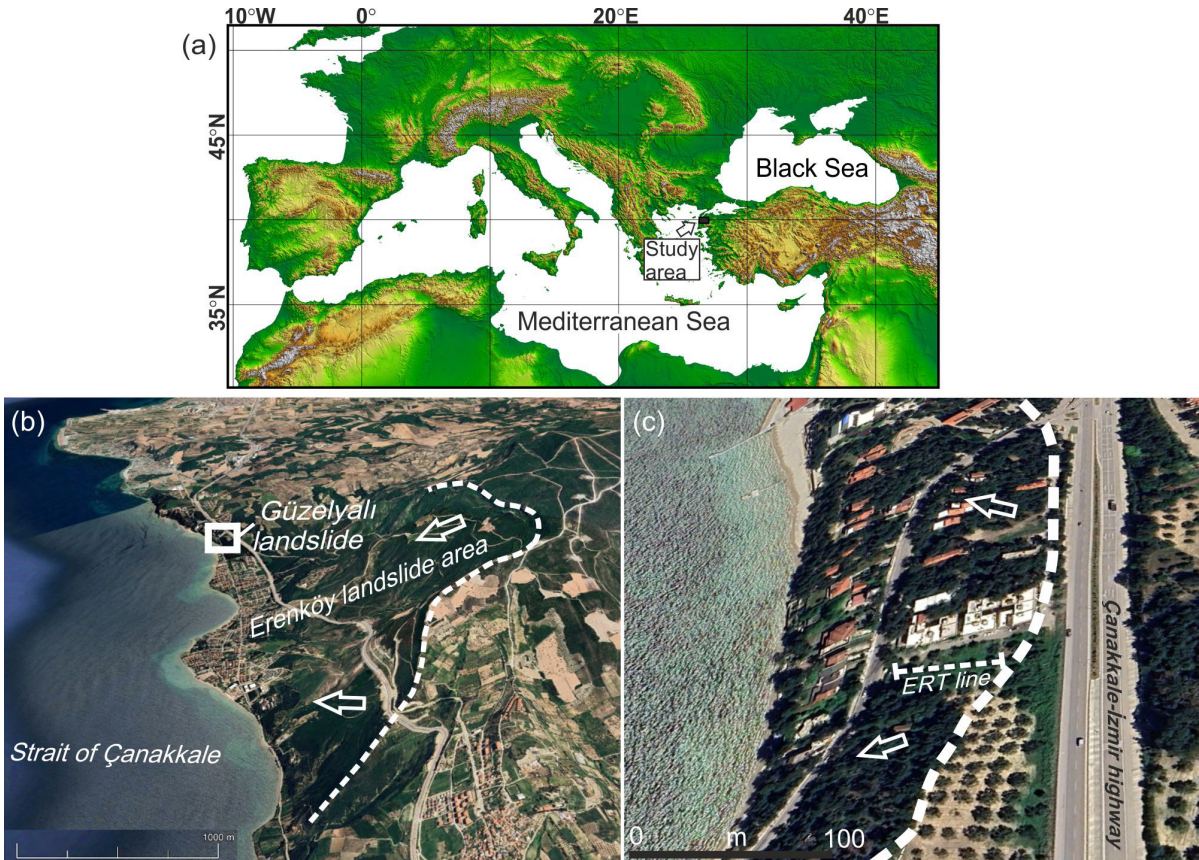 10°W 0° 20°E 40°E
(a)
45°N
Black Sea
Study
area
35°N
Mediterranean Sea
(b)
Güzelyalı
landslide
Erenköy landslide area
Strait of Çanakkale
1000 m
(c)
ERT line
Çanakkale-İzmir highway
0 m 100